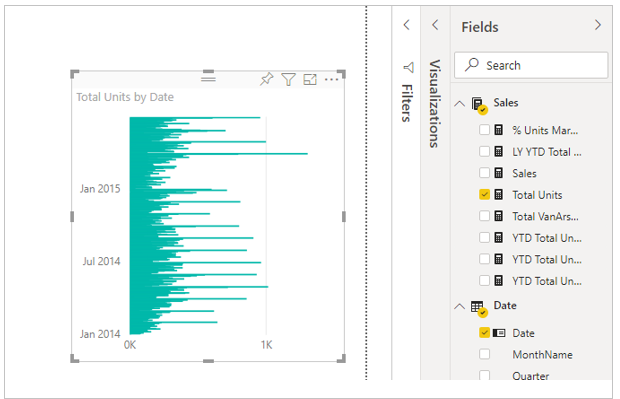 Total Units by Date
Jan 2015
Jul 2014
Jan 2014
0K
1K
Filters
Visualizations
Fields
Search
Sales
% Units Mar...
LY YTD Total ...
Sales
Total Units
Total VanArs...
YTD Total Un...
YTD Total Un...
YTD Total Un...
Date
Date
MonthName
Quarter